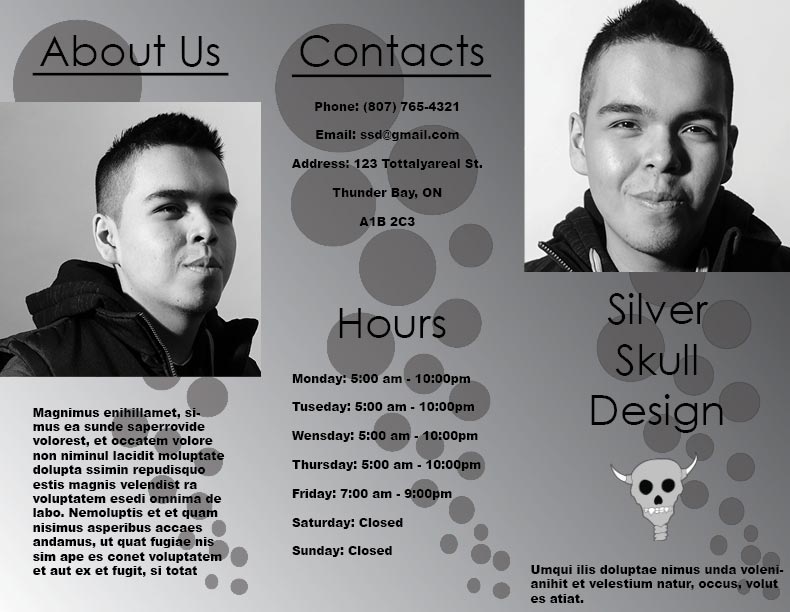 About Us
Magnimus enihillamet, si-
mus ea sunde saperrovide
volorest, et occatem volore
non niminul lacidit moluptate
dolupta ssimin repudisquo
estis magnis velendist ra
voluptatem esedi omnima de
labo. Nemoluptis et et quam
nisimus asperibus accaes
andamus, ut quat fugiae nis
sim ape es conet voluptatem
et aut ex et fugit, si totat
Contacts
Phone: (807) 765-4321
Email: ssd@gmail.com
Address: 123 Tottalyareal St.
Thunder Bay, ON
A1B 2C3
Hours
Monday: 5:00 am - 10:00pm
Tuseday: 5:00 am - 10:00pm
Wensday: 5:00 am - 10:00pm
Thursday: 5:00 am - 10:00pm
Friday: 7:00 am - 9:00pm
Saturday: Closed
Sunday: Closed
Silver
Skull
Design
Umqui ilis doluptae nimus unda voleni-
anihit et velestium natur, occus, volut
es atiat.